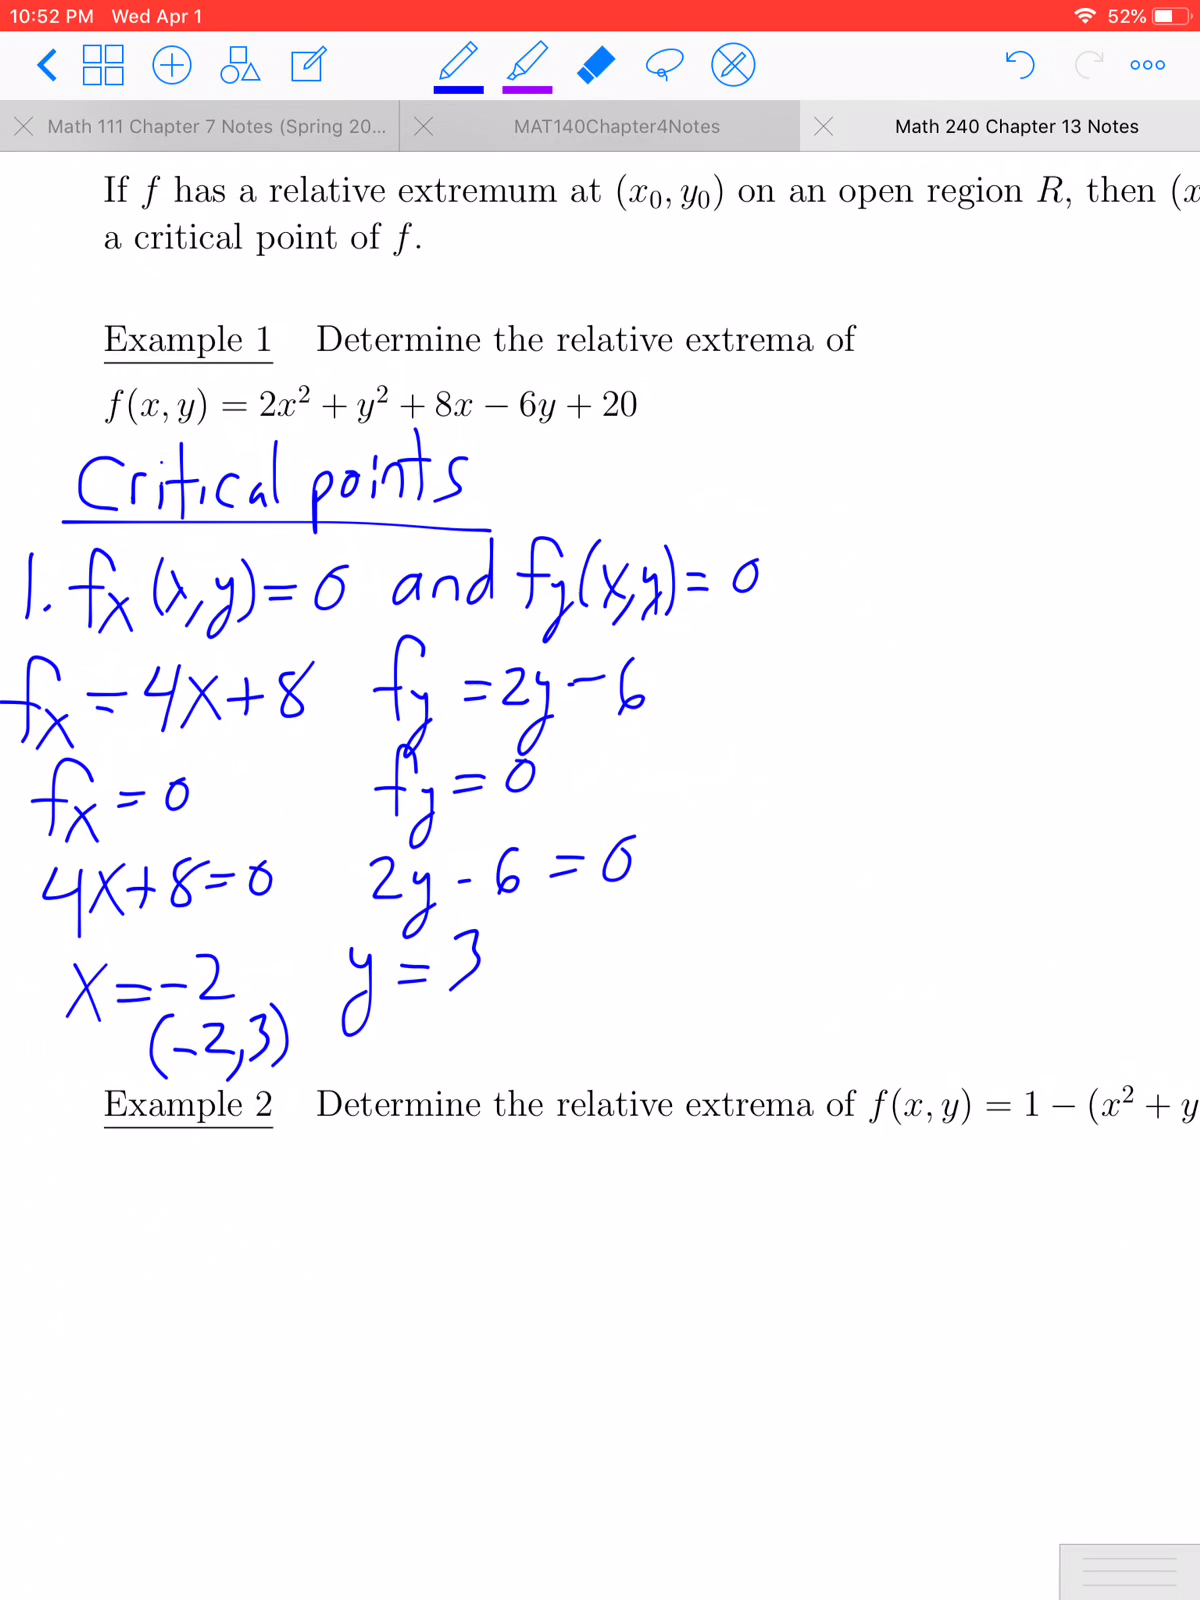 10:52 PM Wed Apr 1 52%
Math 111 Chapter 7 Notes (Spring 20... MAT140Chapter4Notes Math 240 Chapter 13 Notes
If f has a relative extremum at (x₀, y₀) on an open region R, then (x
a critical point of f.
Example 1 Determine the relative extrema of
f(x, y) = 2x² + y² + 8x − 6y + 20
Critical points
1. fₓ(x,y)=0 and f_y(x,y)=0
fₓ=4x+8 f_y=2y-6
fₓ=0 f_y=0
4x+8=0 2y-6=0
x=-2 y=3
(-2,3)
Example 2 Determine the relative extrema of f(x, y) = 1 − (x² + y